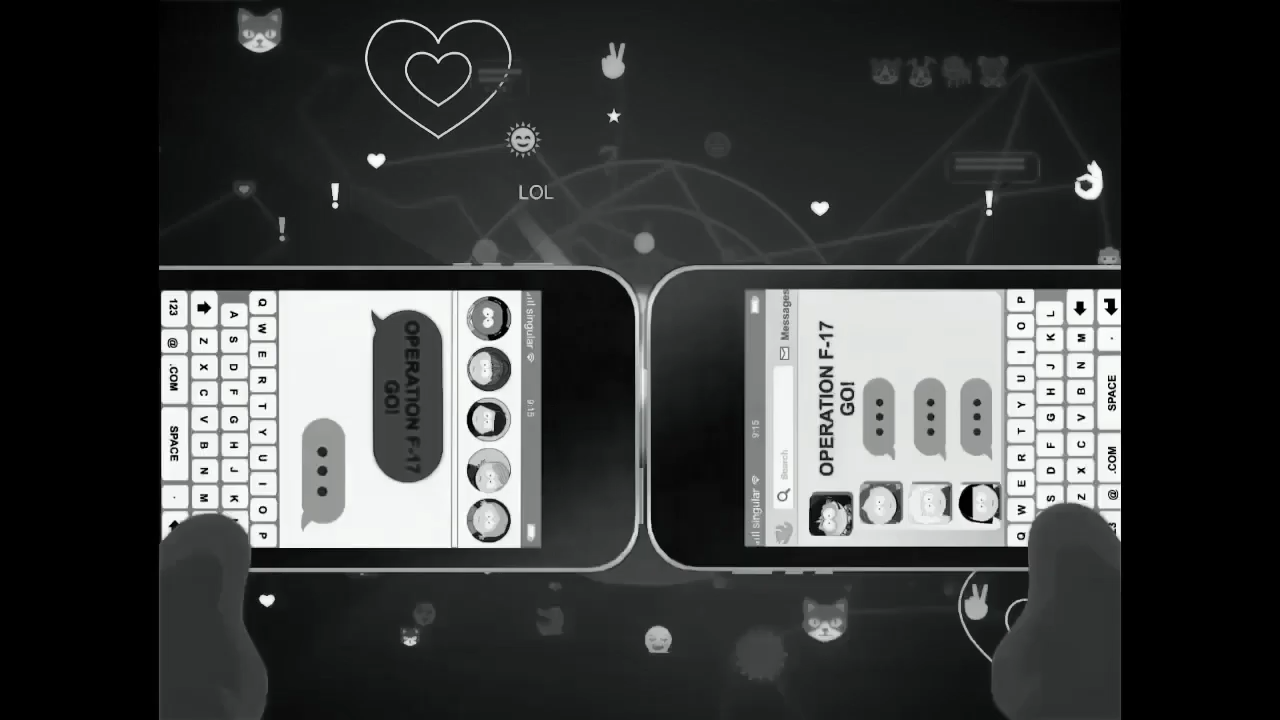 LOL
singular 9:15
OPERATION F-17
GO!
Q W E R T Y U I O P
A S D F G H J K
Z X C V B N M
123 @ .COM SPACE .
singular 9:15
Messages
Search
OPERATION F-17
GO!
Q W E R T Y U I O P
S D F G H J K L
Z X C V B N M
@ .COM SPACE .